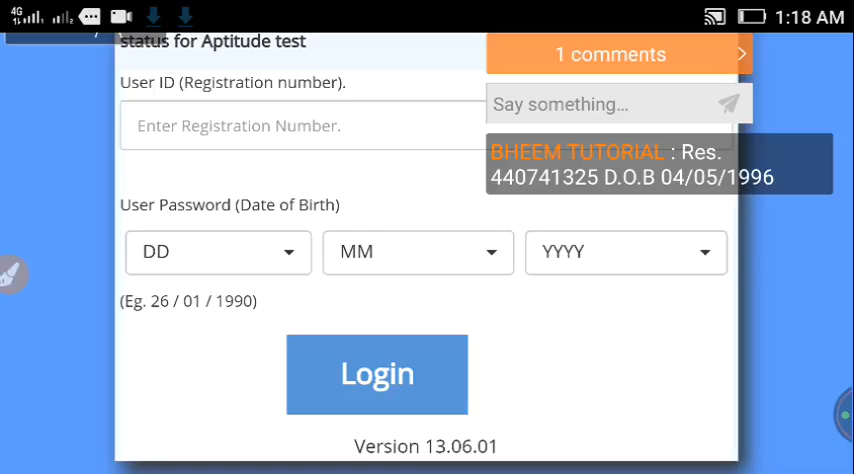 4G
1:18 AM
status for Aptitude test
1 comments
User ID (Registration number).
Say something...
Enter Registration Number.
BHEEM TUTORIAL : Res.
440741325 D.O.B 04/05/1996
User Password (Date of Birth)
DD
MM
YYYY
(Eg. 26 / 01 / 1990)
Login
Version 13.06.01